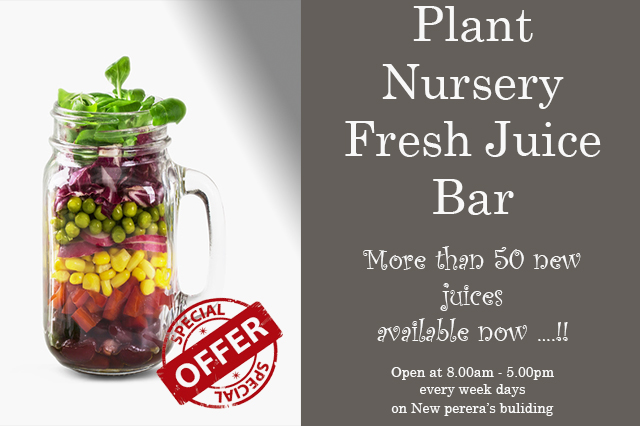 Plant
Nursery
Fresh Juice
Bar
More than 50 new
juices
available now ....!!
Open at 8.00am - 5.00pm
every week days
on New perera's buliding
SPECIAL
OFFER
SPECIAL